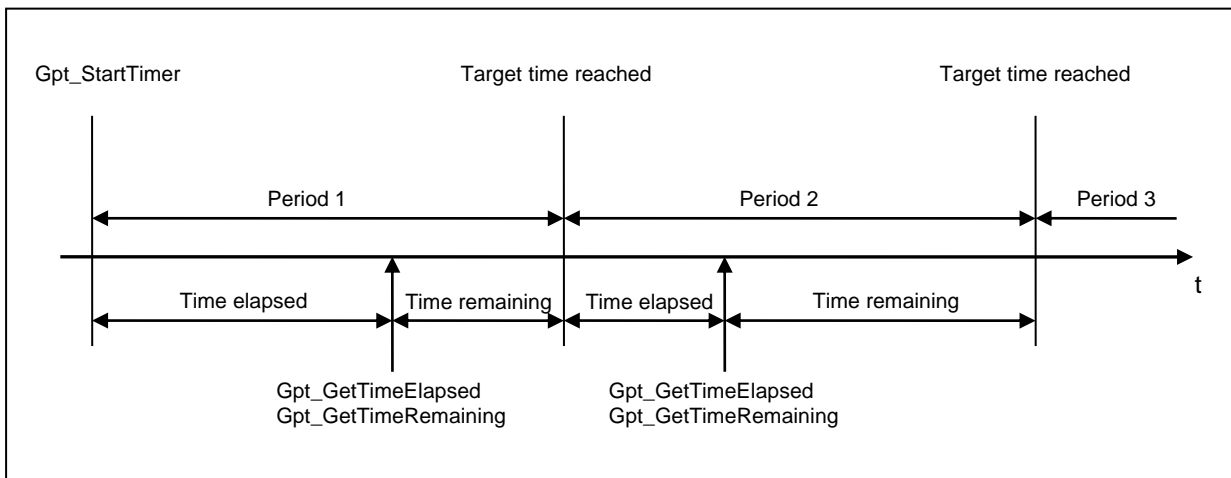 Gpt_StartTimer
Target time reached
Target time reached
Period 1
Period 2
Period 3
t
Time elapsed
Time remaining
Time elapsed
Time remaining
Gpt_GetTimeElapsed
Gpt_GetTimeRemaining
Gpt_GetTimeElapsed
Gpt_GetTimeRemaining